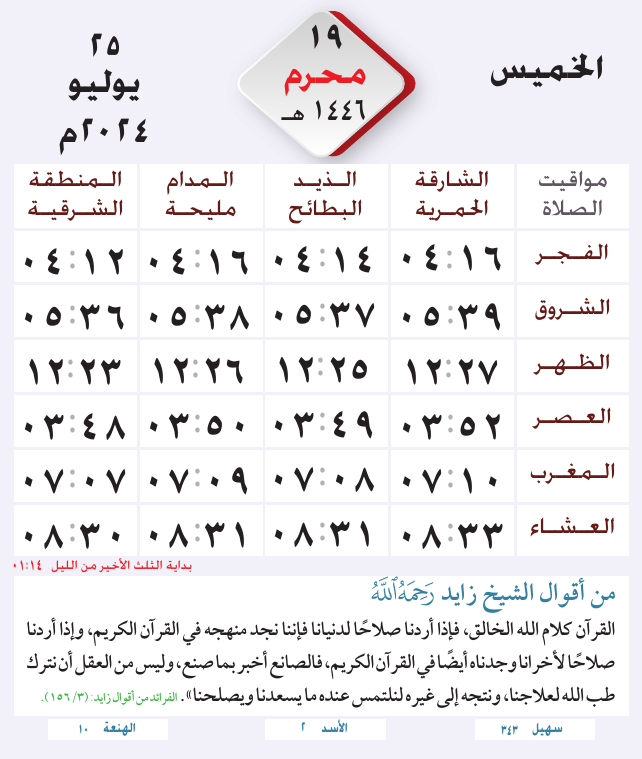 الخميس
١٩
محرم
١٤٤٦ هـ
٢٥
يوليو
٢٠٢٤م
مواقيت الصلاة	الشارقة الحمرية	الذيد البطائح	المدام مليحة	المنطقة الشرقية
الفجر ٠٤:١٦ ٠٤:١٤ ٠٤:١٦ ٠٤:١٢
الشروق ٠٥:٣٩ ٠٥:٣٧ ٠٥:٣٨ ٠٥:٣٦
الظهر ١٢:٢٧ ١٢:٢٥ ١٢:٢٦ ١٢:٢٣
العصر ٠٣:٥٢ ٠٣:٤٩ ٠٣:٥٠ ٠٣:٤٨
المغرب ٠٧:١٠ ٠٧:٠٨ ٠٧:٠٩ ٠٧:٠٧
العشاء ٠٨:٣٣ ٠٨:٣١ ٠٨:٣١ ٠٨:٣٠
بداية الثلث الأخير من الليل ٠١:١٤
من أقوال الشيخ زايد رَحِمَهُ ٱللَّهُ
القرآن كلام الله الخالق، فإذا أردنا صلاحًا لدنيانا فإننا نجد منهجه في القرآن الكريم، وإذا أردنا
صلاحًا لأخرانا وجدناه أيضًا في القرآن الكريم، فالصانع أخبر بما صنع، وليس من العقل أن نترك
طب الله لعلاجنا، ونتجه إلى غيره لنلتمس عنده ما يسعدنا ويصلحنا». الفرائد من أقوال زايد: (٣/ ١٥٦).
سهيل ٣٤٣ الأسد ٢ الهنعة ١٠